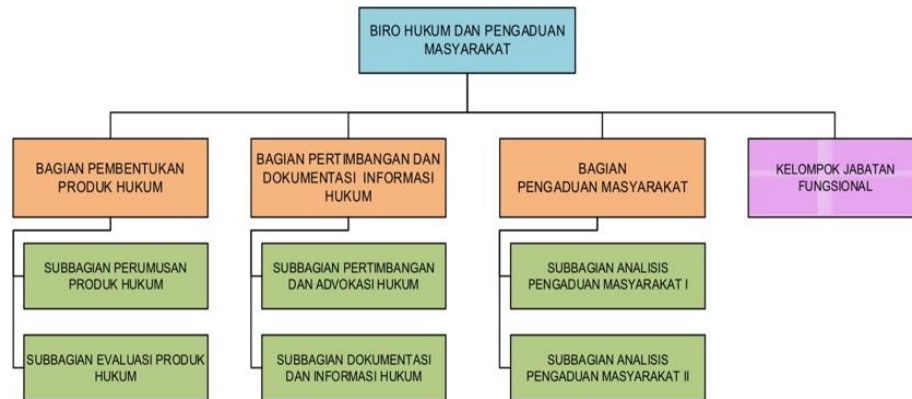 BIRO HUKUM DAN PENGADUAN
MASYARAKAT
BAGIAN PEMBENTUKAN
PRODUK HUKUM
BAGIAN PERTIMBANGAN DAN
DOKUMENTASI INFORMASI
HUKUM
BAGIAN
PENGADUAN MASYARAKAT
KELOMPOK JABATAN
FUNGSIONAL
SUBBAGIAN PERUMUSAN
PRODUK HUKUM
SUBBAGIAN PERTIMBANGAN
DAN ADVOKASI HUKUM
SUBBAGIAN ANALISIS
PENGADUAN MASYARAKAT I
SUBBAGIAN EVALUASI PRODUK
HUKUM
SUBBAGIAN DOKUMENTASI
DAN INFORMASI HUKUM
SUBBAGIAN ANALISIS
PENGADUAN MASYARAKAT II